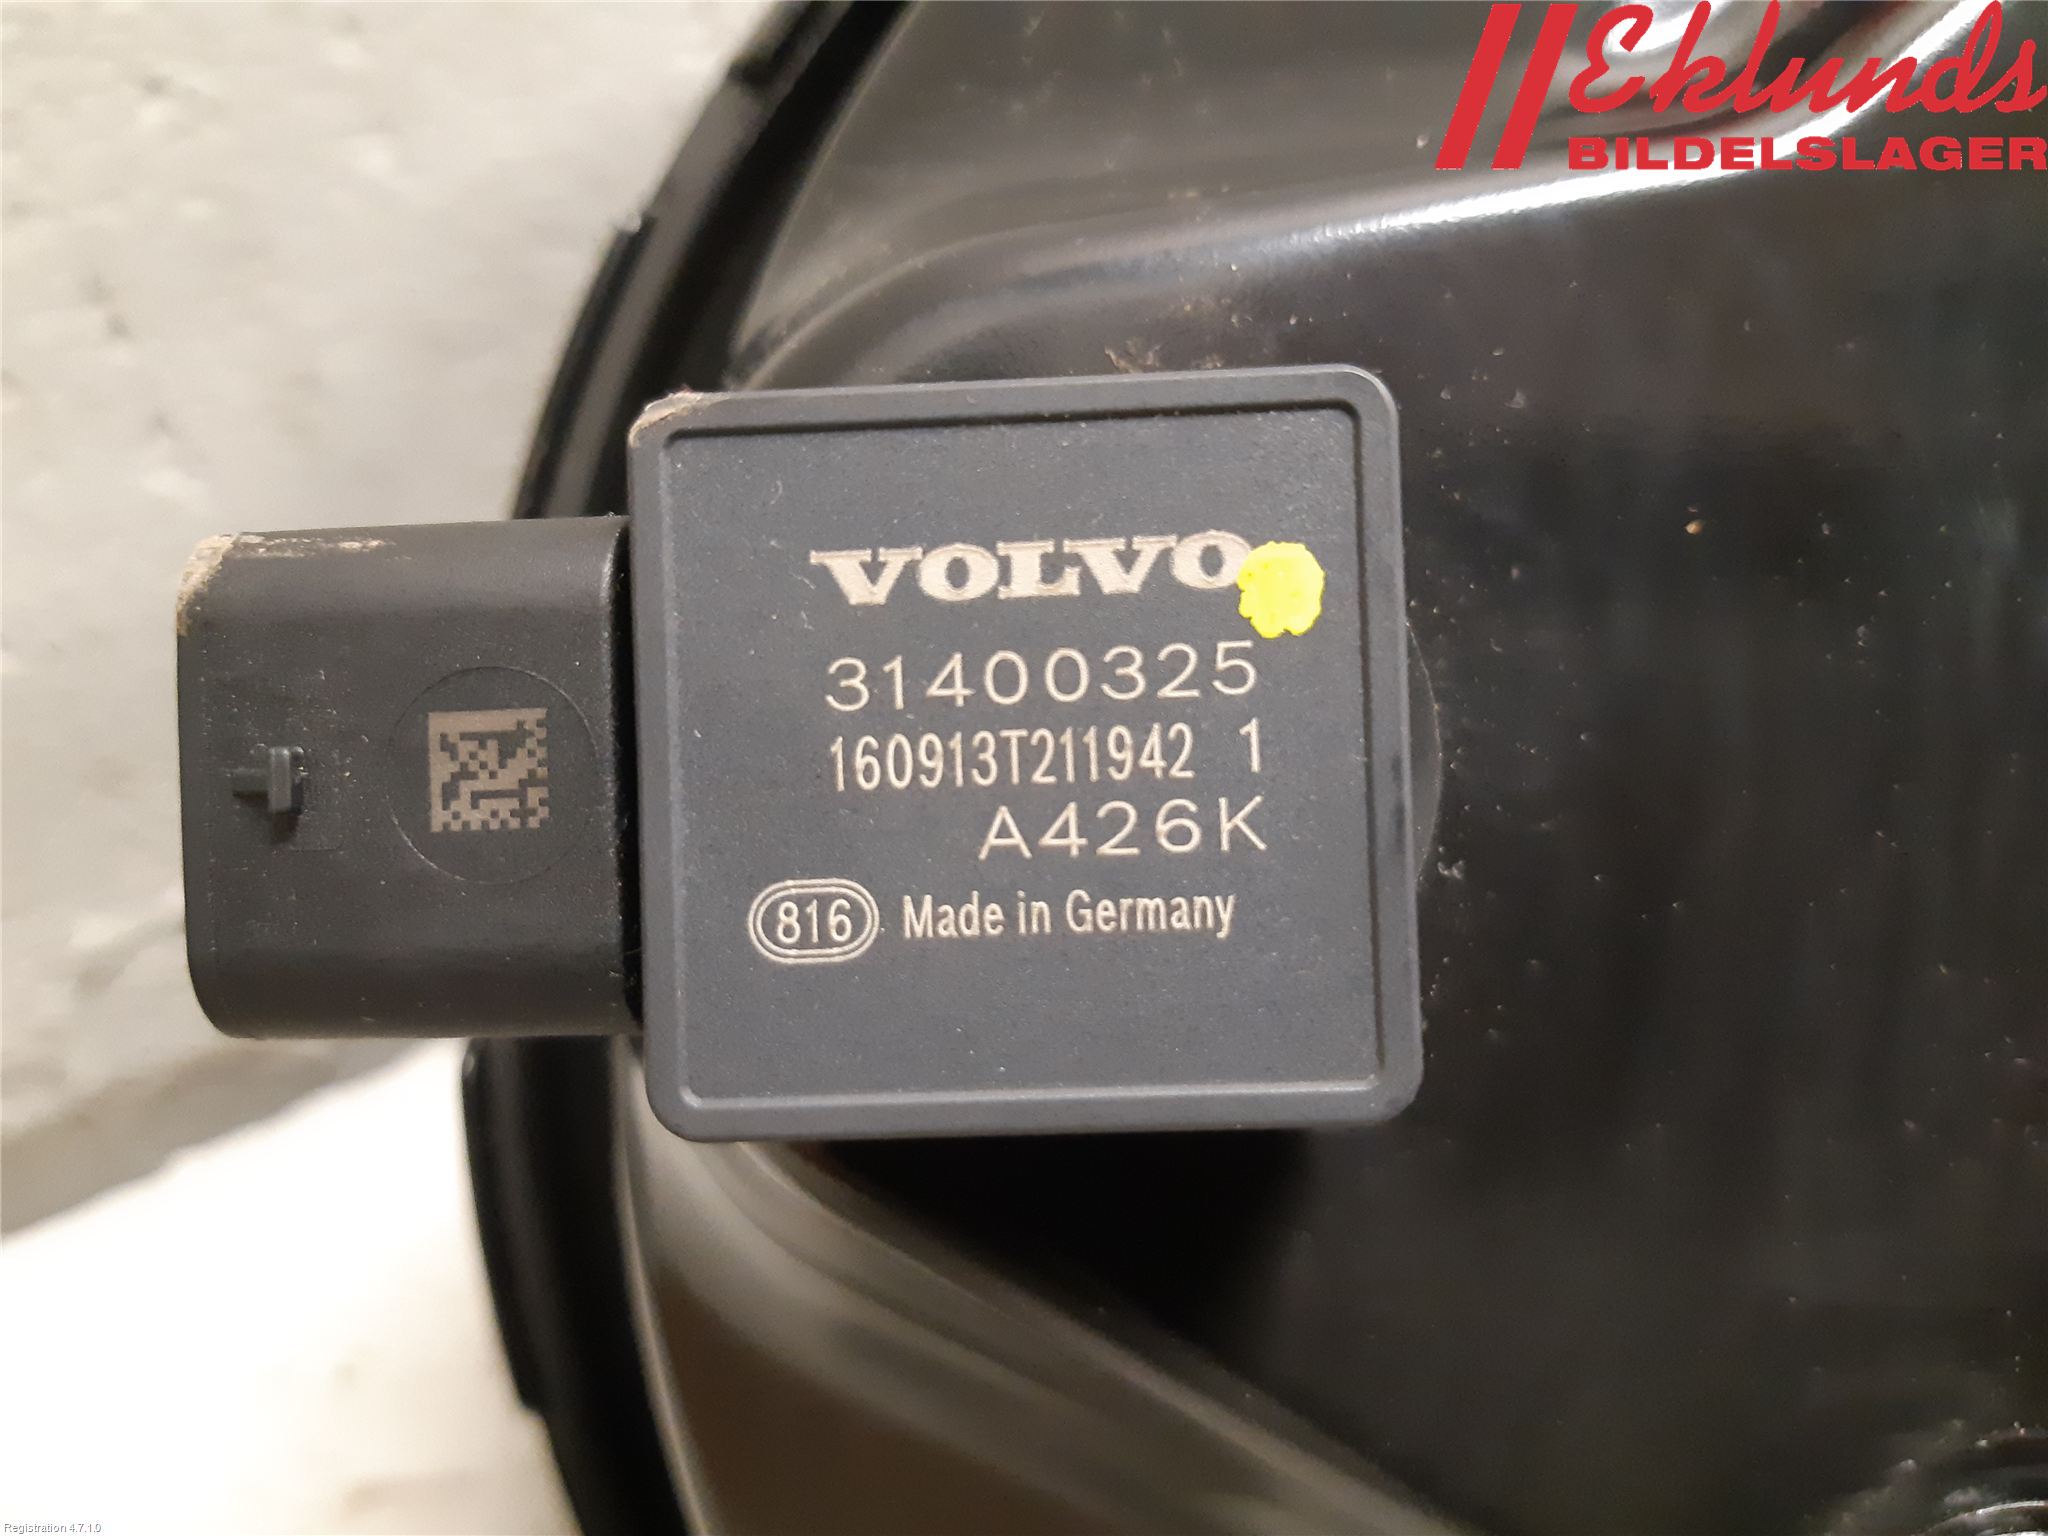 Eklunds
BILDELSLAGER
VOLVO
31400325
160913T211942 1
A426K
816 Made in Germany
Registration 4.7.1.0